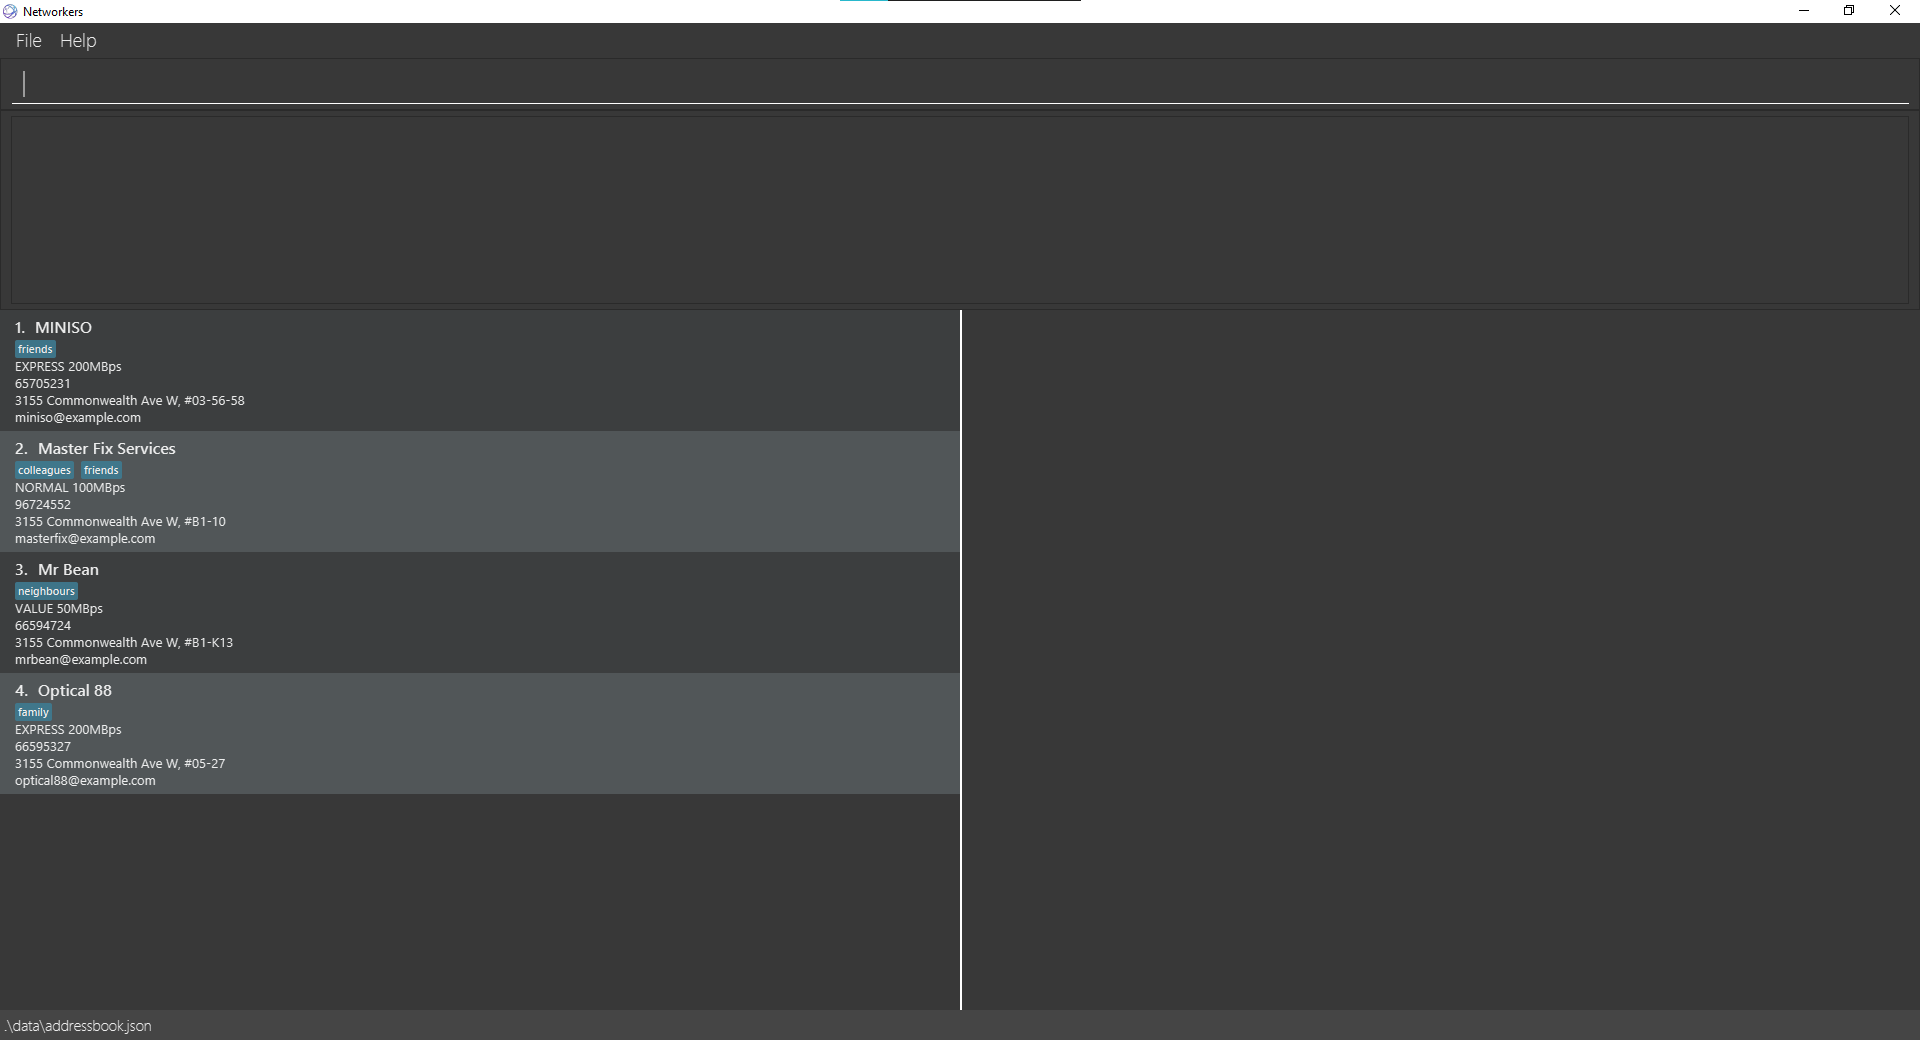 Networkers
File Help
1. MINISO
friends
EXPRESS 200MBps
65705231
3155 Commonwealth Ave W, #03-56-58
miniso@example.com
2. Master Fix Services
colleagues friends
NORMAL 100MBps
96724552
3155 Commonwealth Ave W, #B1-10
masterfix@example.com
3. Mr Bean
neighbours
VALUE 50MBps
66594724
3155 Commonwealth Ave W, #B1-K13
mrbean@example.com
4. Optical 88
family
EXPRESS 200MBps
66595327
3155 Commonwealth Ave W, #05-27
optical88@example.com
.\data\addressbook.json